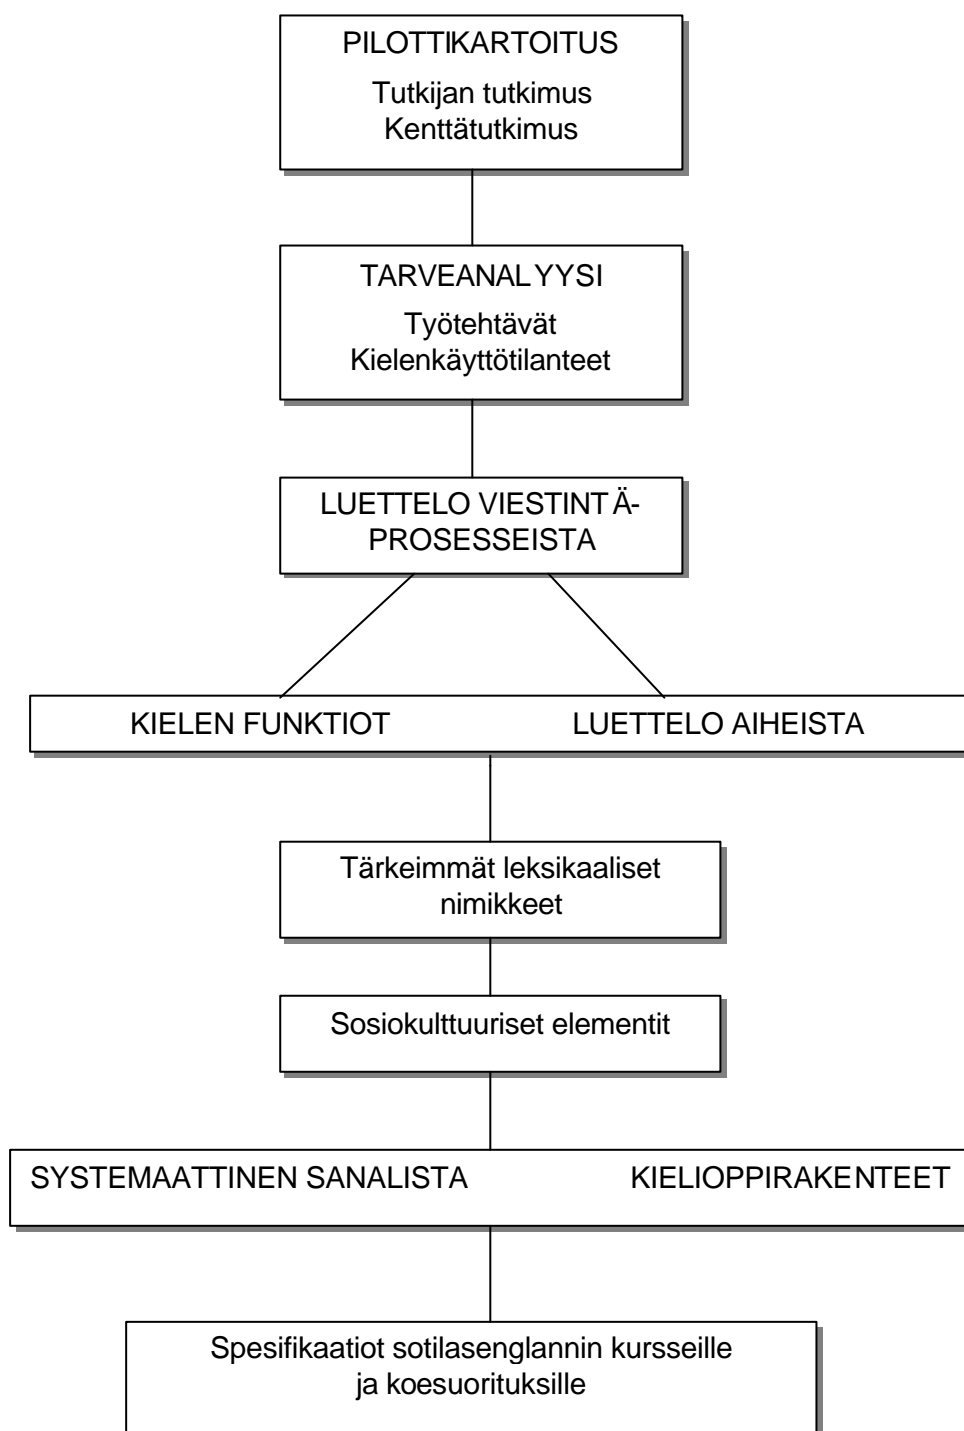 PILOTTIKARTOITUS
Tutkijan tutkimus
Kenttätutkimus
TARVEANALYYSI
Työtehtävät
Kielenkäyttötilanteet
LUETTELO VIESTINTÄ-
PROSESSEISTA
KIELEN FUNKTIOT
LUETTELO AIHEISTA
Tärkeimmät leksikaaliset
nimikkeet
Sosiokulttuuriset elementit
SYSTEMAATTINEN SANALISTA
KIELIOPPIRAKENTEET
Spesifikaatiot sotilasenglannin kursseille
ja koesuorituksille